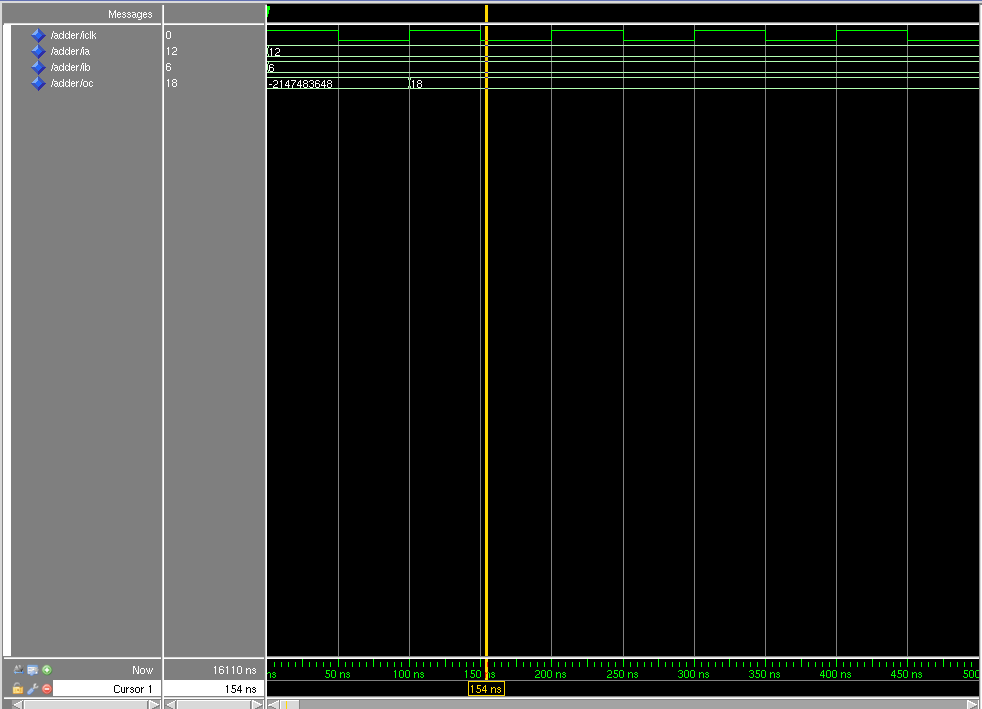 Messages
/adder/iclk 0
/adder/ia 12 12
/adder/ib 6 6
/adder/oc 18 -2147483648 18
Now 16110 ns ns 50 ns 100 ns 150 ns 200 ns 250 ns 300 ns 350 ns 400 ns 450 ns 500
Cursor 1 154 ns 154 ns